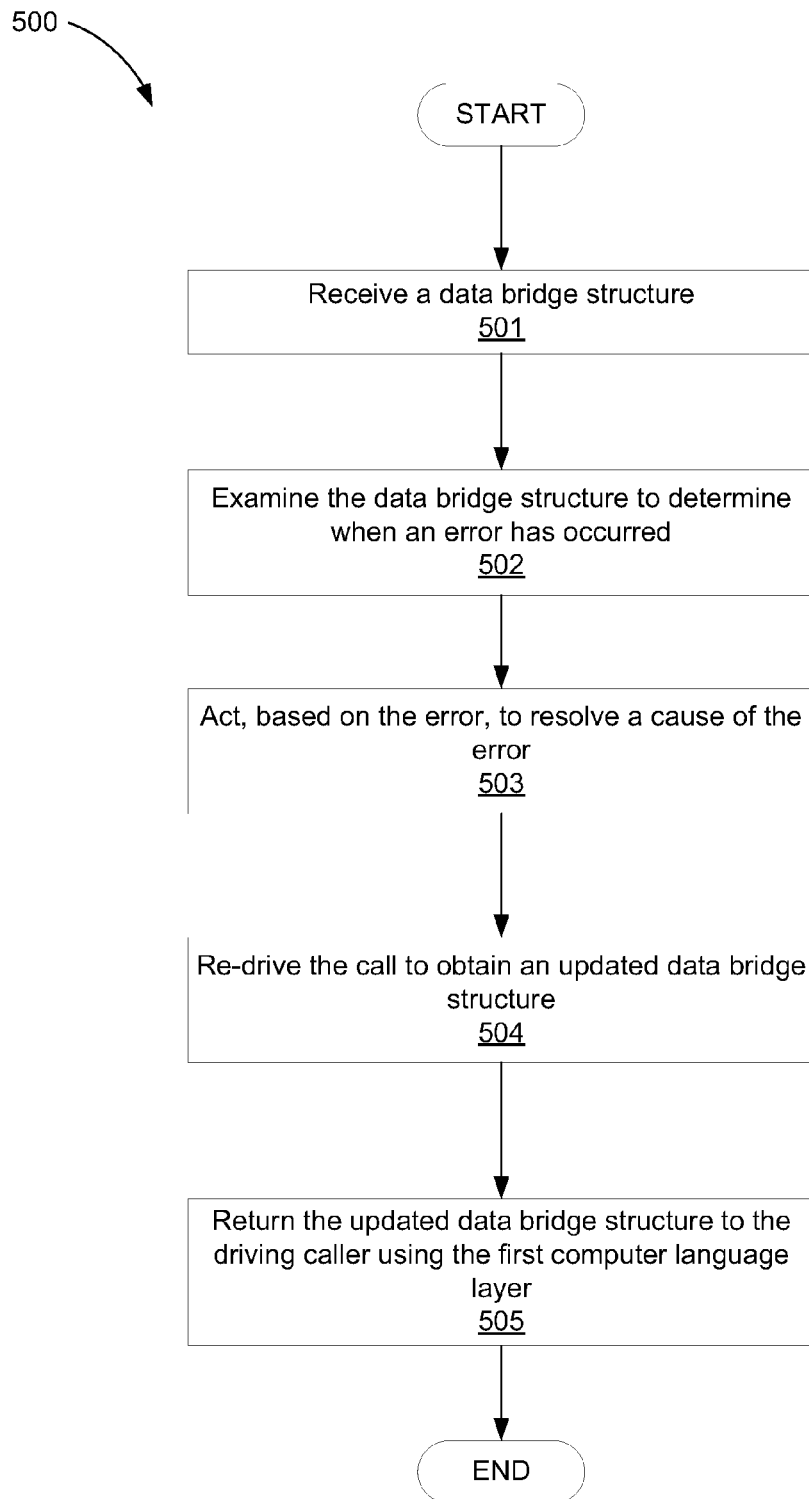 500
START
Receive a data bridge structure
501
Examine the data bridge structure to determine
when an error has occurred
502
Act, based on the error, to resolve a cause of the
error
503
Re-drive the call to obtain an updated data bridge
structure
504
Return the updated data bridge structure to the
driving caller using the first computer language
layer
505
END